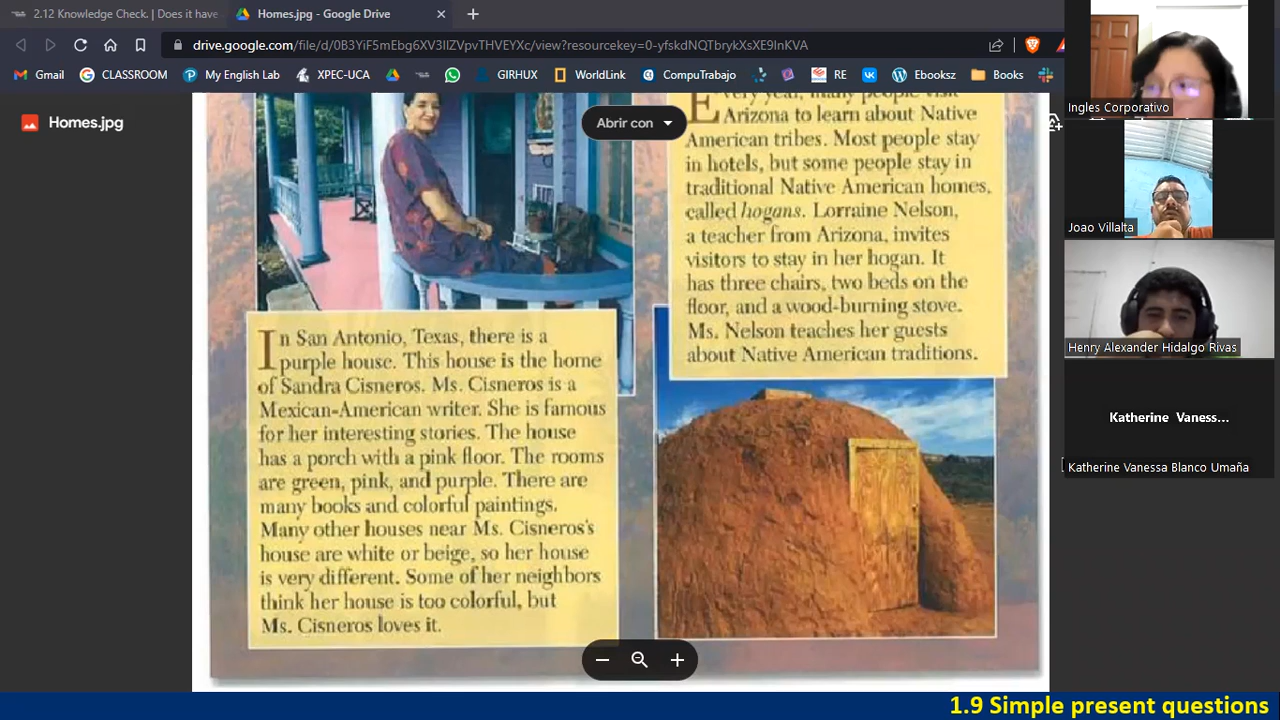 2.12 Knowledge Check. | Does it have
Homes.jpg - Google Drive
drive.google.com/file/d/0B3YiF5mEbg6XV3llZVpvTHVEYXc/view?resourcekey=0-yfskdNQTbrykXsXE9lnKVA
Gmail
CLASSROOM
My English Lab
XPEC-UCA
GIRHUX
WorldLink
CompuTrabajo
RE
Ebooksz
Books
Homes.jpg
Abrir con
In San Antonio, Texas, there is a
purple house. This house is the home
of Sandra Cisneros. Ms. Cisneros is a
Mexican-American writer. She is famous
for her interesting stories. The house
has a porch with a pink floor. The rooms
are green, pink, and purple. There are
many books and colorful paintings.
Many other houses near Ms. Cisneros's
house are white or beige, so her house
is very different. Some of her neighbors
think her house is too colorful, but
Ms. Cisneros loves it.
Every year, many people visit
Arizona to learn about Native
American tribes. Most people stay
in hotels, but some people stay in
traditional Native American homes,
called hogans. Lorraine Nelson,
a teacher from Arizona, invites
visitors to stay in her hogan. It
has three chairs, two beds on the
floor, and a wood-burning stove.
Ms. Nelson teaches her guests
about Native American traditions.
Ingles Corporativo
Joao Villalta
Henry Alexander Hidalgo Rivas
Katherine Vaness...
Katherine Vanessa Blanco Umaña
1.9 Simple present questions